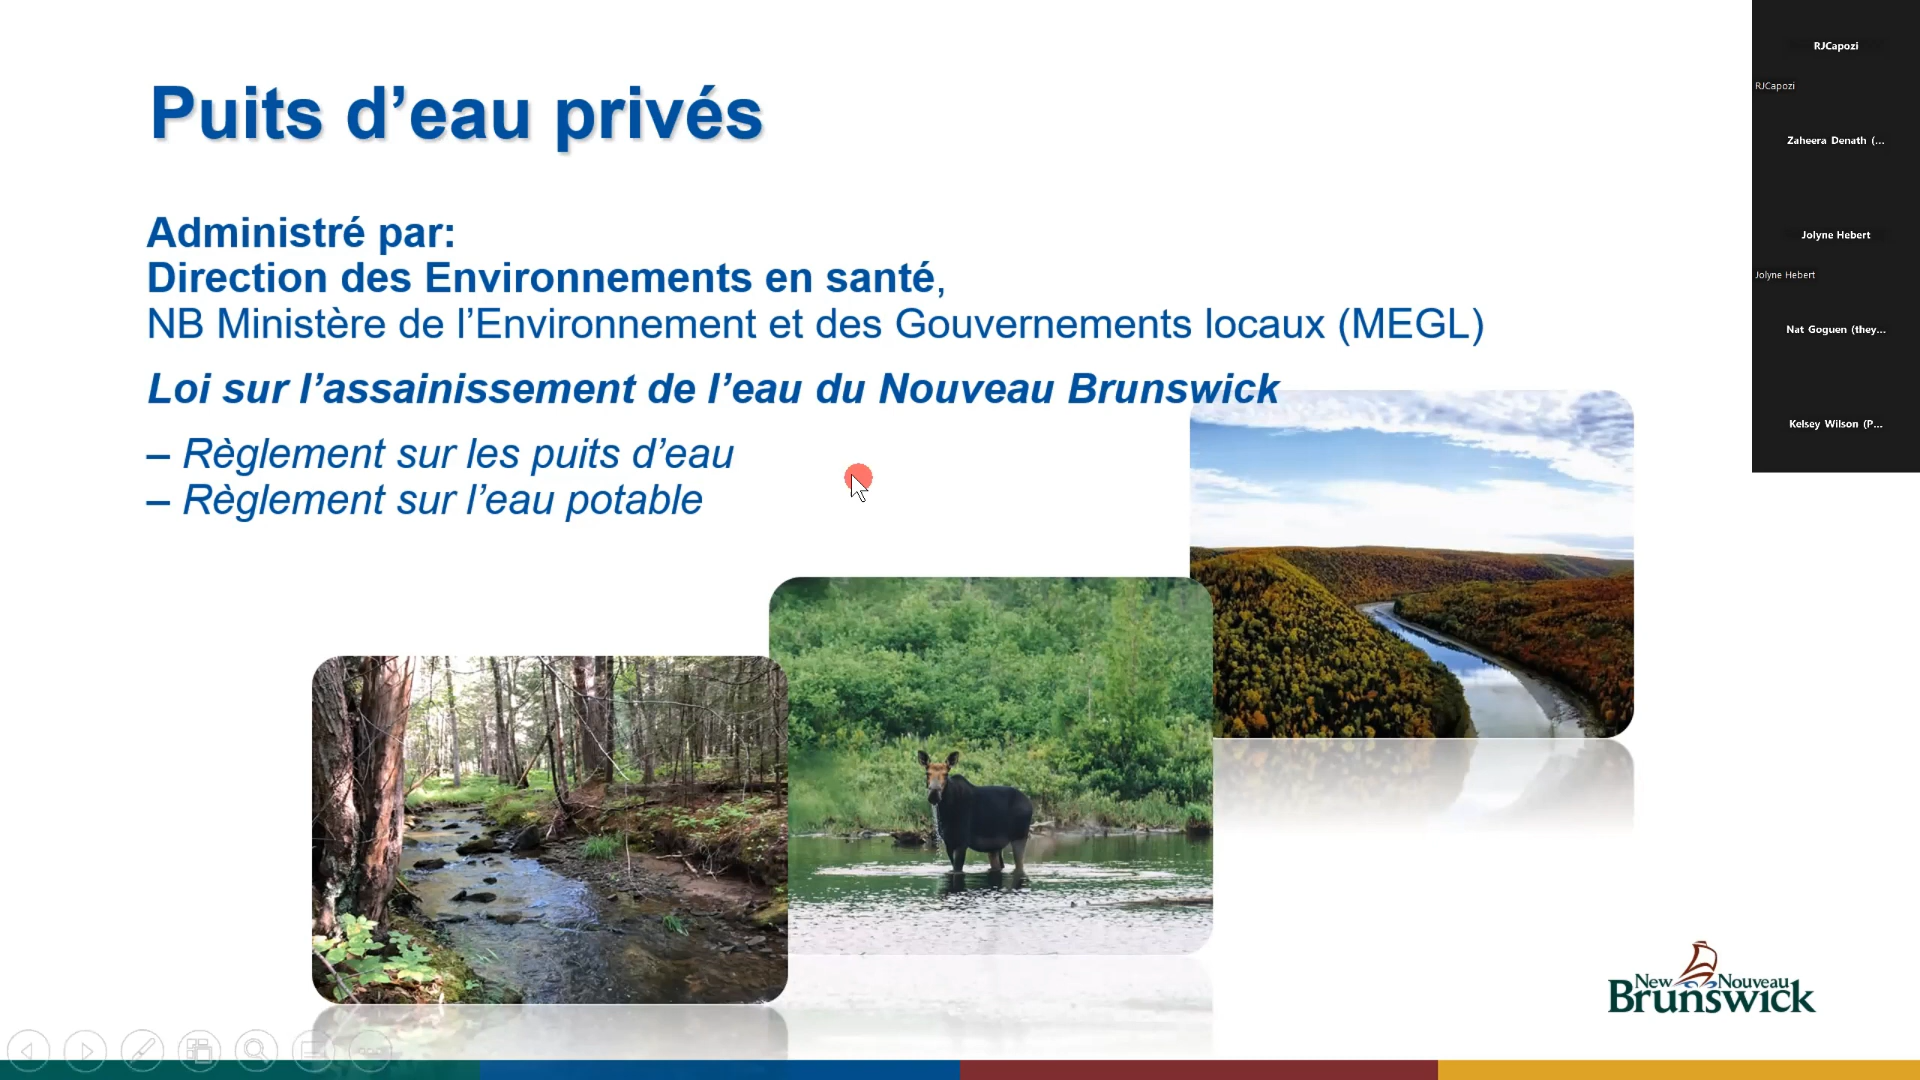 Puits d’eau privés
Administré par:
Direction des Environnements en santé,
NB Ministère de l’Environnement et des Gouvernements locaux (MEGL)
Loi sur l’assainissement de l’eau du Nouveau Brunswick
– Règlement sur les puits d’eau
– Règlement sur l’eau potable
RJCapozi
RJCapozi
Zaheera Denath (...
Jolyne Hebert
Jolyne Hebert
Nat Goguen (they...
Kelsey Wilson (P...
New Nouveau
Brunswick